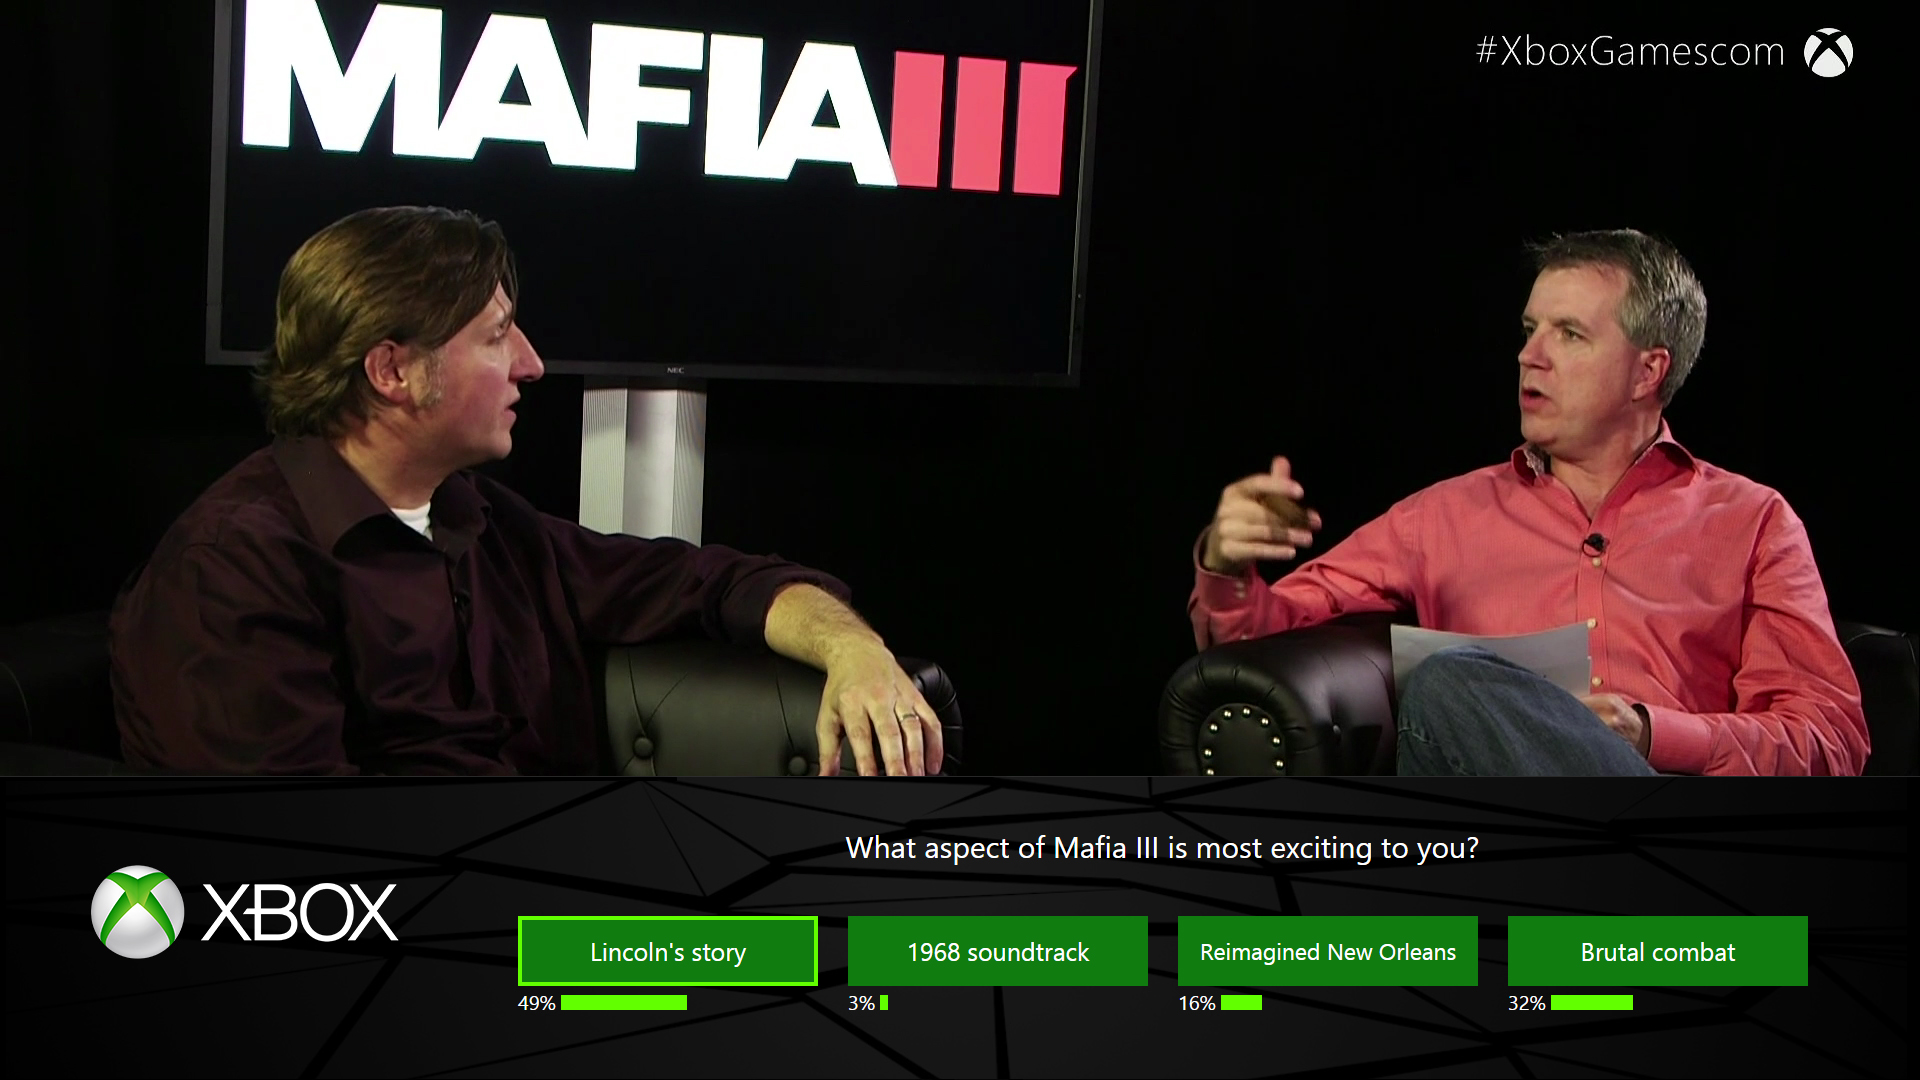 MAFIA III
#XboxGamescom
NEC
What aspect of Mafia III is most exciting to you?
XBOX
Lincoln's story
1968 soundtrack
Reimagined New Orleans
Brutal combat
49%
3%
16%
32%